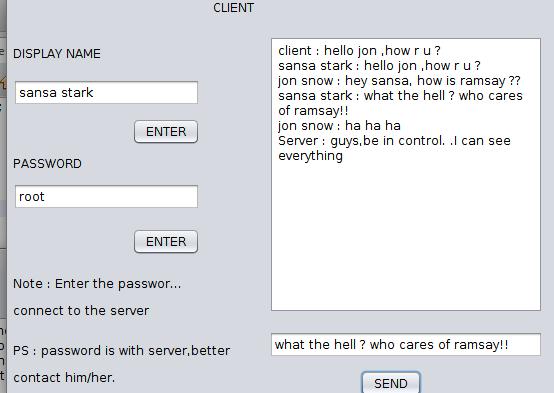 CLIENT
DISPLAY NAME
sansa stark
ENTER
PASSWORD
root
ENTER
Note : Enter the passwor...
connect to the server
PS : password is with server,better
contact him/her.
client : hello jon ,how r u ?
sansa stark : hello jon ,how r u ?
jon snow : hey sansa, how is ramsay ??
sansa stark : what the hell ? who cares
of ramsay!!
jon snow : ha ha ha
Server : guys,be in control. .I can see
everything
what the hell ? who cares of ramsay!!
SEND